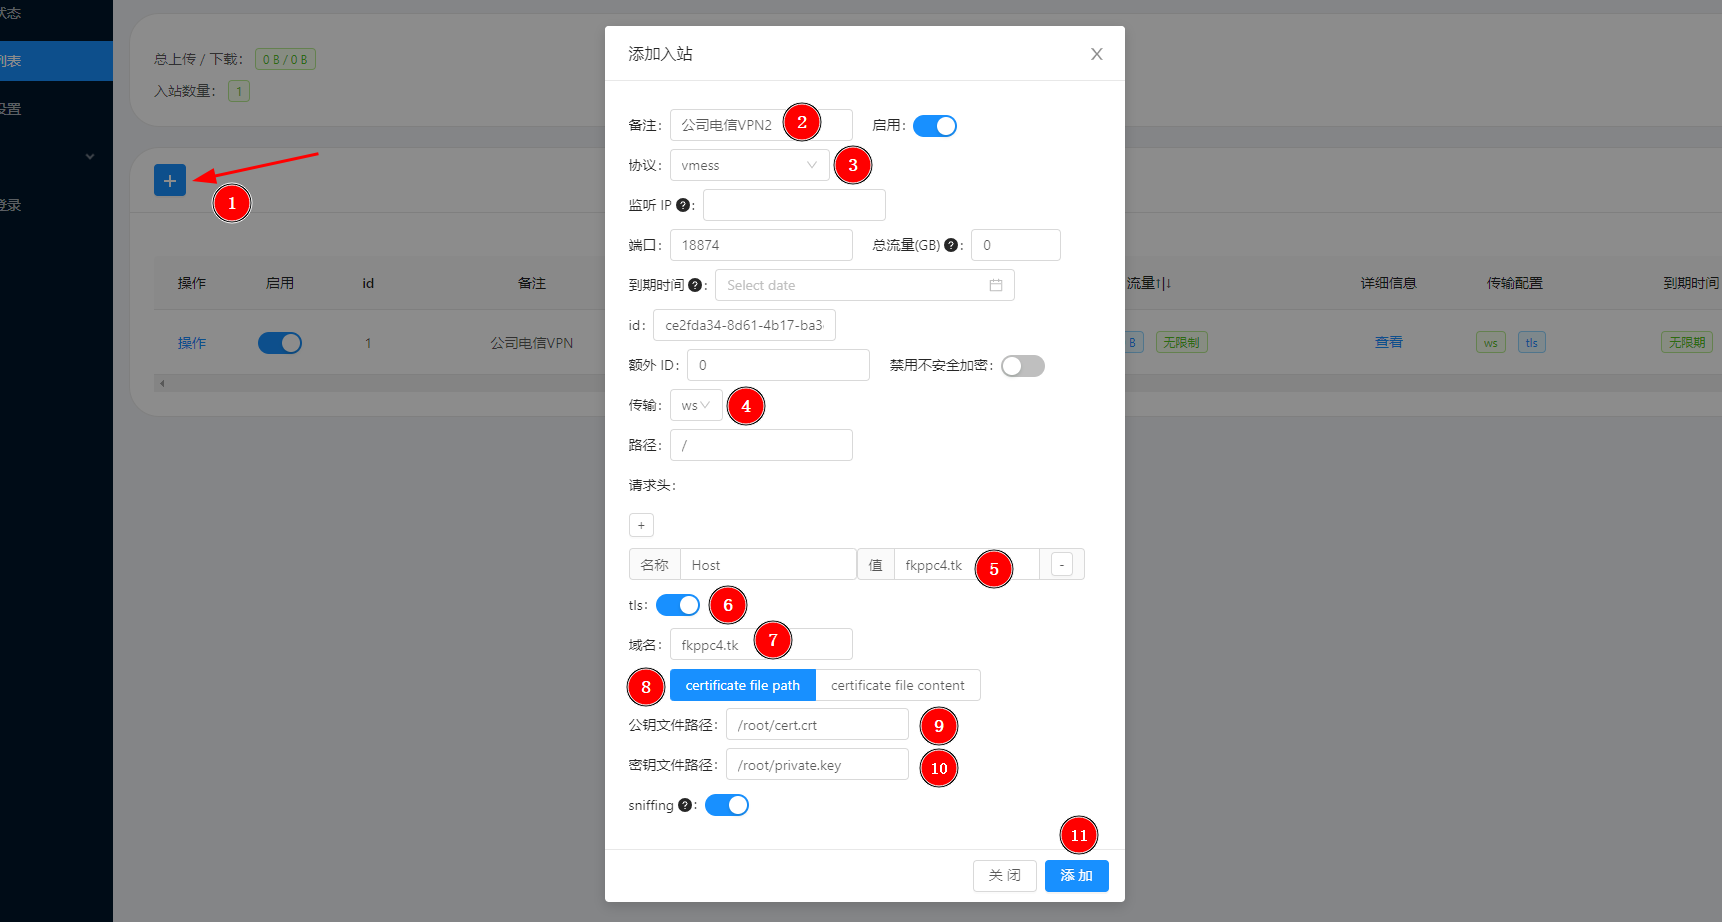 状态
列表
设置
登录
总上传 / 下载： 0 B / 0 B
入站数量： 1
+
1
操作 启用 id 备注 流量↑|↓ 详细信息 传输配置 到期时间
操作 1 公司电信VPN B 无限制 查看 ws tls 无限期
添加入站 X
备注： 公司电信VPN2 2 启用：
协议： vmess 3
监听 IP ?：
端口： 18874 总流量(GB) ?： 0
到期时间 ?： Select date
id： ce2fda34-8d61-4b17-ba3
额外 ID： 0 禁用不安全加密：
传输： ws 4
路径： /
请求头：
+
名称 Host 值 fkppc4.tk 5 -
tls： 6
域名： fkppc4.tk 7
8 certificate file path certificate file content
公钥文件路径： /root/cert.crt 9
密钥文件路径： /root/private.key 10
sniffing ?：
11
关 闭 添 加